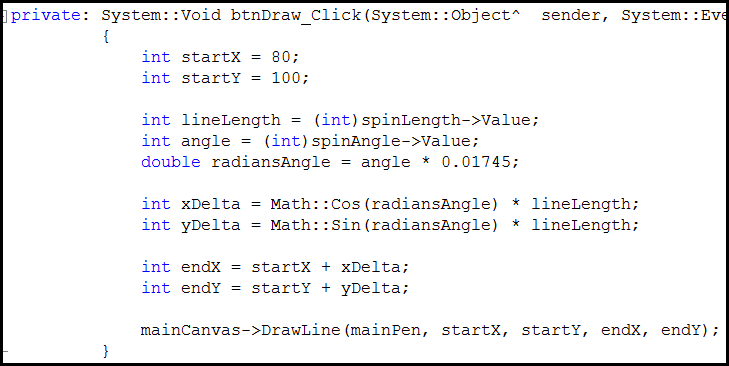 private: System::Void btnDraw_Click(System::Object^  sender, System::Eve
{
int startX = 80;
int startY = 100;
int lineLength = (int)spinLength->Value;
int angle = (int)spinAngle->Value;
double radiansAngle = angle * 0.01745;
int xDelta = Math::Cos(radiansAngle) * lineLength;
int yDelta = Math::Sin(radiansAngle) * lineLength;
int endX = startX + xDelta;
int endY = startY + yDelta;
mainCanvas->DrawLine(mainPen, startX, startY, endX, endY);
}